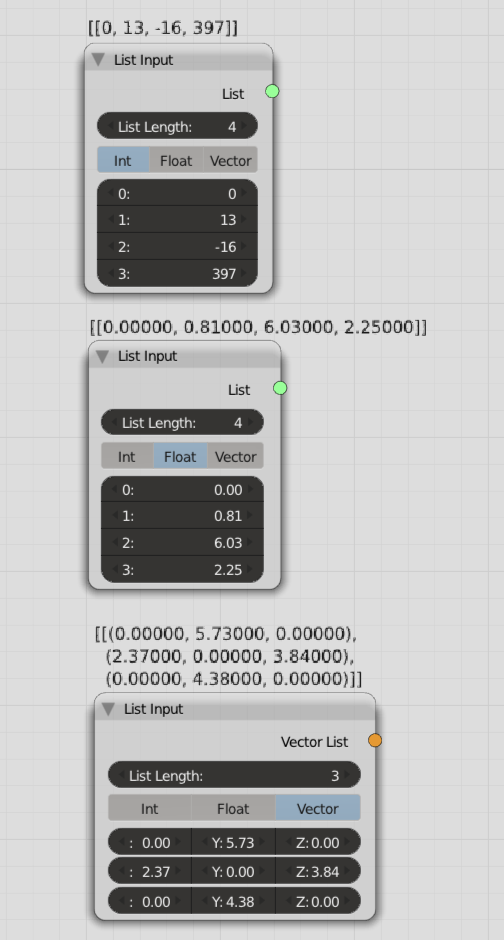 [[0, 13, -16, 397]]
List Input
List
List Length: 4
Int Float Vector
0: 0
1: 13
2: -16
3: 397
[[0.00000, 0.81000, 6.03000, 2.25000]]
List Input
List
List Length: 4
Int Float Vector
0: 0.00
1: 0.81
2: 6.03
3: 2.25
[[(0.00000, 5.73000, 0.00000),
(2.37000, 0.00000, 3.84000),
(0.00000, 4.38000, 0.00000)]]
List Input
Vector List
List Length: 3
Int Float Vector
: 0.00 Y: 5.73 Z: 0.00
: 2.37 Y: 0.00 Z: 3.84
: 0.00 Y: 4.38 Z: 0.00